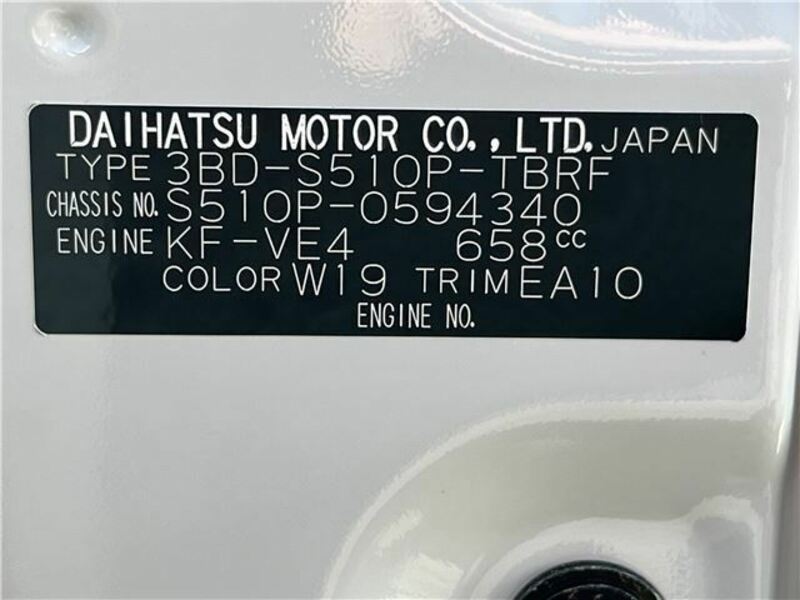 DAIHATSU MOTOR CO., LTD. JAPAN
TYPE 3BD-S510P-TBRF
CHASSIS NO. S510P-0594340
ENGINE KF-VE4 658cc
COLOR W19 TRIM EA10
ENGINE NO.